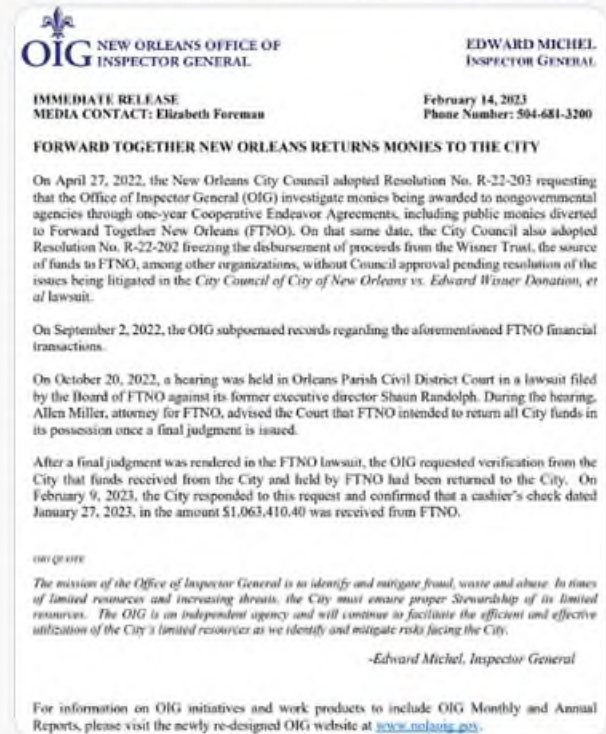 OIG NEW ORLEANS OFFICE OF
INSPECTOR GENERAL
EDWARD MICHEL
INSPECTOR GENERAL
IMMEDIATE RELEASE
MEDIA CONTACT: Elizabeth Foreman
February 14, 2023
Phone Number: 504-681-3200
FORWARD TOGETHER NEW ORLEANS RETURNS MONIES TO THE CITY
On April 27, 2022, the New Orleans City Council adopted Resolution No. R-22-203 requesting
that the Office of Inspector General (OIG) investigate monies being awarded to nongovernmental
agencies through one-year Cooperative Endeavor Agreements, including public monies diverted
to Forward Together New Orleans (FTNO). On that same date, the City Council also adopted
Resolution No. R-22-202 freezing the disbursement of proceeds from the Wisner Trust, the source
of funds to FTNO, among other organizations, without Council approval pending resolution of the
issues being litigated in the City Council of City of New Orleans vs. Edward Wisner Donation, et
al lawsuit.
On September 2, 2022, the OIG subpoenaed records regarding the aforementioned FTNO financial
transactions.
On October 20, 2022, a hearing was held in Orleans Parish Civil District Court in a lawsuit filed
by the Board of FTNO against its former executive director Shaun Randolph. During the hearing,
Allen Miller, attorney for FTNO, advised the Court that FTNO intended to return all City funds in
its possession once a final judgment is issued.
After a final judgment was rendered in the FTNO lawsuit, the OIG requested verification from the
City that funds received from the City and held by FTNO had been returned to the City. On
February 9, 2023, the City responded to this request and confirmed that a cashier's check dated
January 27, 2023, in the amount $1,063,410.40 was received from FTNO.
OIG QUOTE
The mission of the Office of Inspector General is to identify and mitigate fraud, waste and abuse. In times
of limited resources and increasing threats, the City must ensure proper Stewardship of its limited
resources. The OIG is an independent agency and will continue to facilitate the efficient and effective
utilization of the City's limited resources as we identify and mitigate risks facing the City.
-Edward Michel, Inspector General
For information on OIG initiatives and work products to include OIG Monthly and Annual
Reports, please visit the newly re-designed OIG website at www.nolaoig.gov.